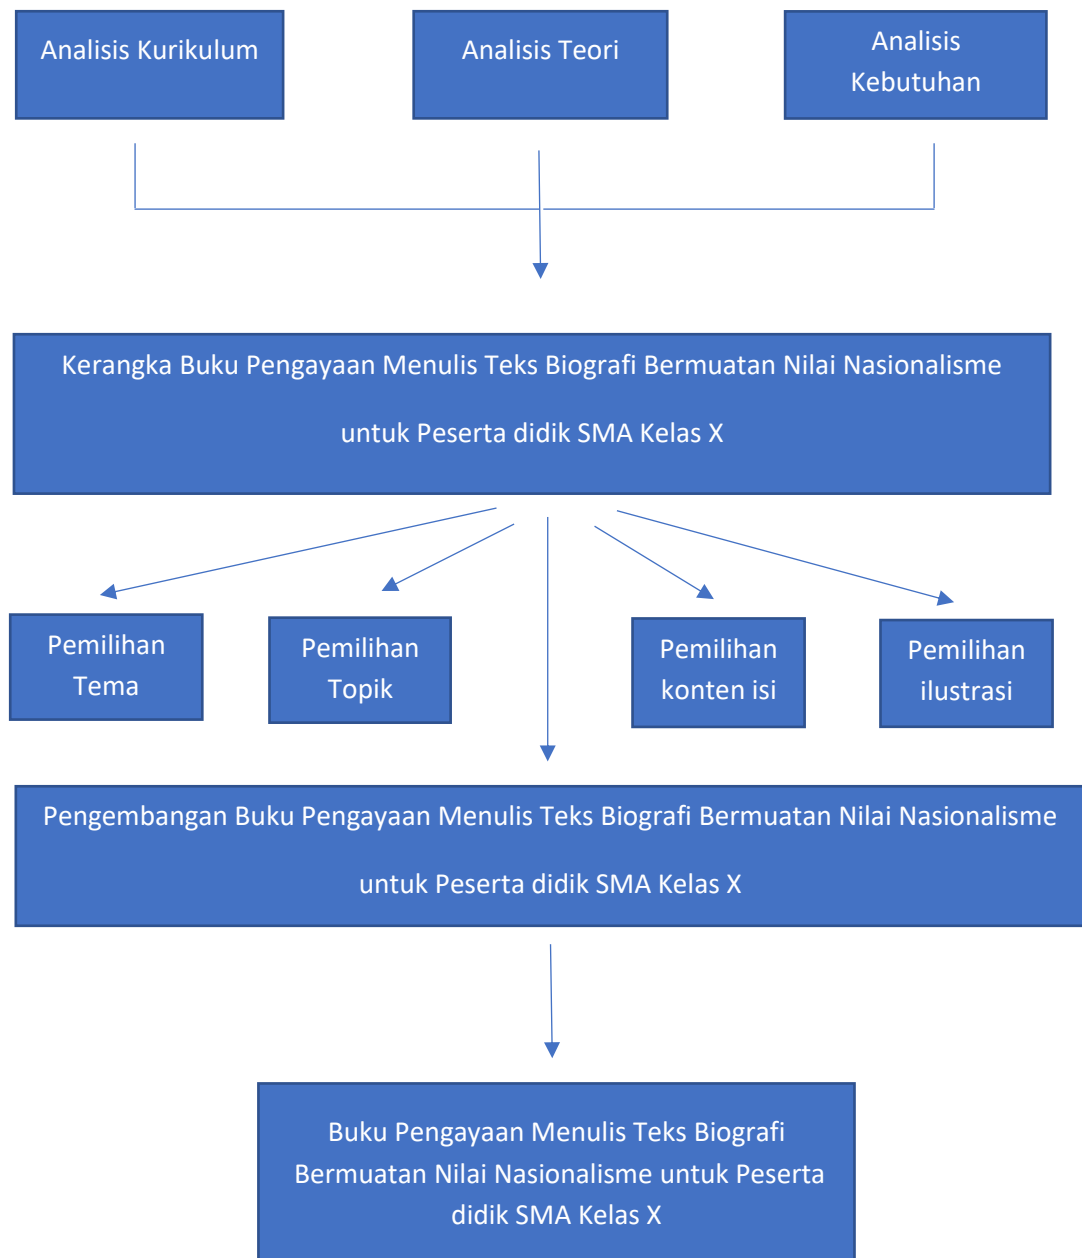 Analisis Kurikulum
Analisis Teori
Analisis
Kebutuhan
Kerangka Buku Pengayaan Menulis Teks Biografi Bermuatan Nilai Nasionalisme
untuk Peserta didik SMA Kelas X
Pemilihan
Tema
Pemilihan
Topik
Pemilihan
konten isi
Pemilihan
ilustrasi
Pengembangan Buku Pengayaan Menulis Teks Biografi Bermuatan Nilai Nasionalisme
untuk Peserta didik SMA Kelas X
Buku Pengayaan Menulis Teks Biografi
Bermuatan Nilai Nasionalisme untuk Peserta
didik SMA Kelas X